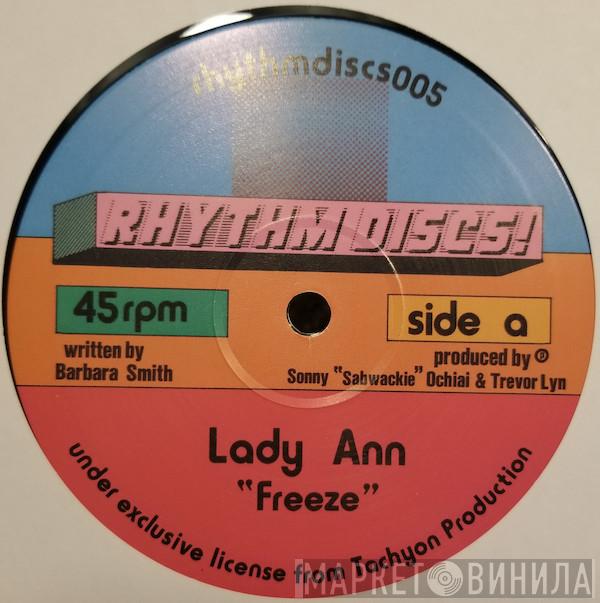 rhythmdiscs005
RHYTHM DISCS!
45rpm
side a
written by
Barbara Smith
produced by ℗
Sonny "Sabwackie" Ochiai & Trevor Lyn
Lady Ann
"Freeze"
under exclusive license from Tachyon Production
МАРКЕТ ВИНИЛА